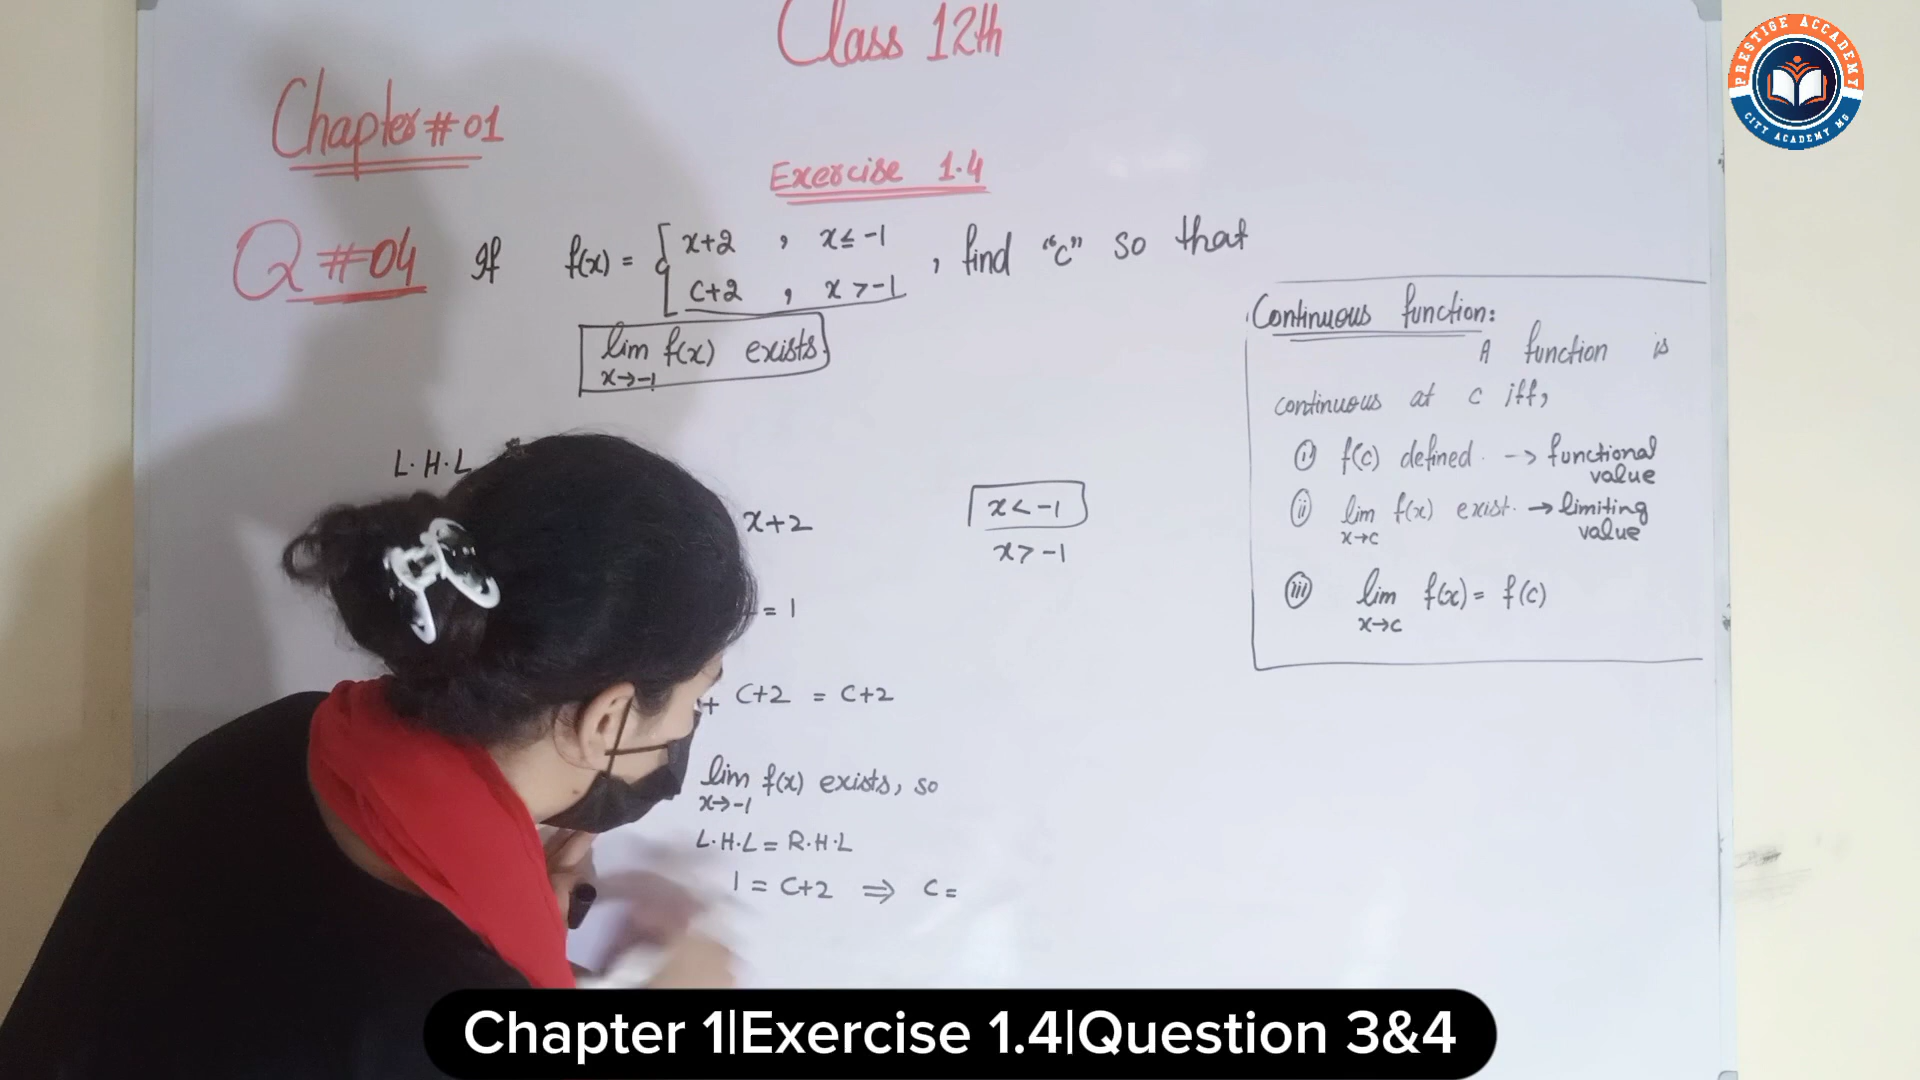 Class 12th
Chapter # 01
Exercise 1.4
Q # 04 If f(x) = { x+2 , x ≤ -1
c+2 , x > -1 , find "c" so that
lim f(x) exists.
x→-1
L.H.L
x+2
= 1
+ c+2 = c+2
lim f(x) exists, so
x→-1
L.H.L = R.H.L
1 = c+2 ⇒ c =
x < -1
x > -1
Continuous function:
A function is
continuous at c iff,
(i) f(c) defined. --> functional
value
(ii) lim f(x) exist. → limiting
x→c value
(iii) lim f(x) = f(c)
x→c
PRESTIGE ACCADEMY
CITY ACADEMY MG
Chapter 1|Exercise 1.4|Question 3&4